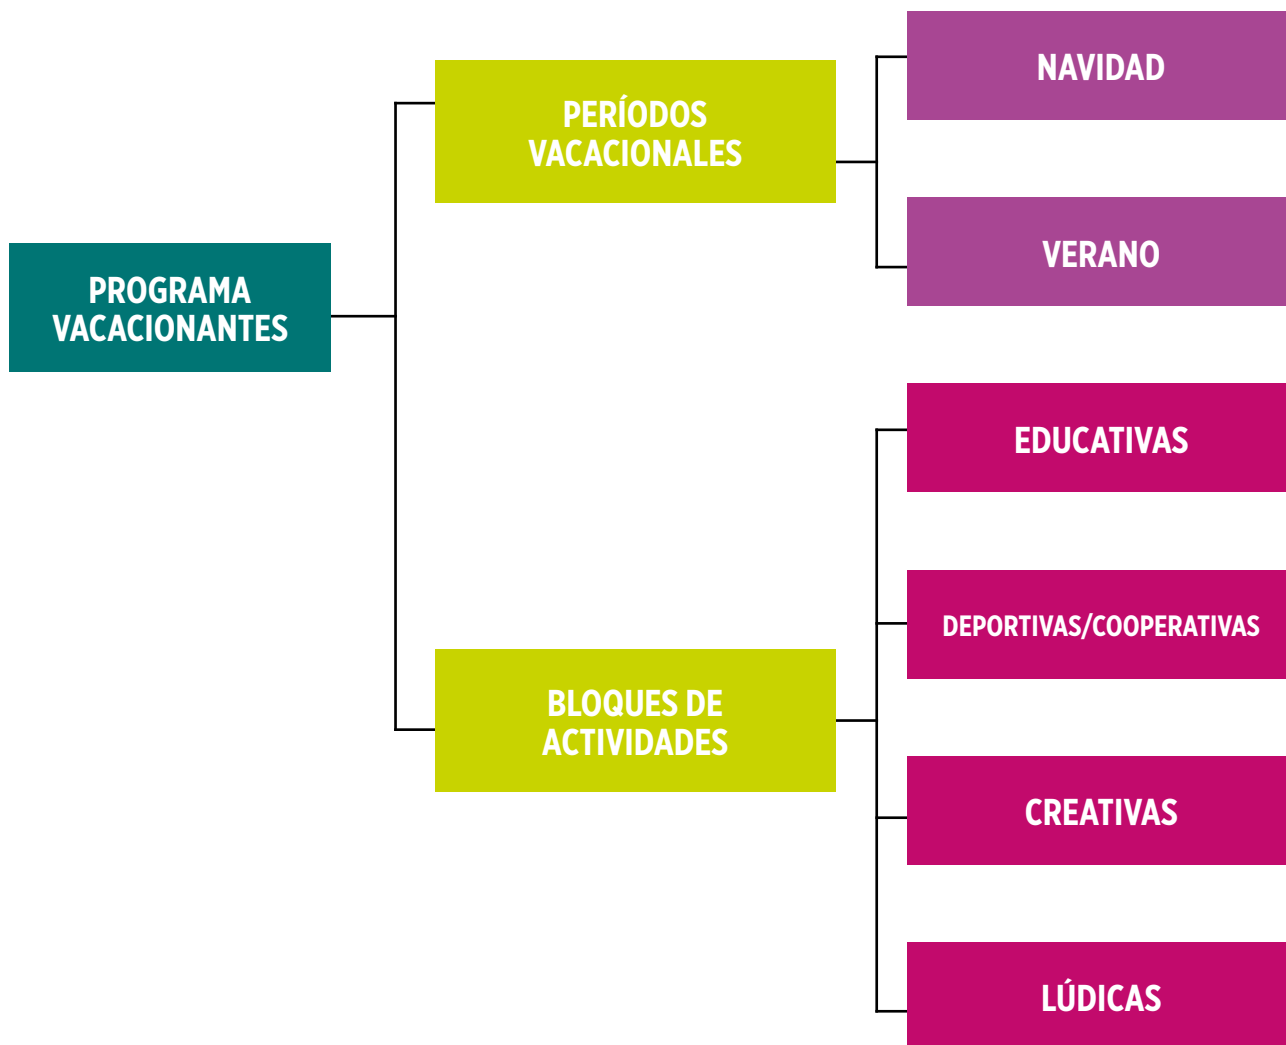 PROGRAMA
VACACIONANTES
PERÍODOS
VACACIONALES
NAVIDAD
VERANO
BLOQUES DE
ACTIVIDADES
EDUCATIVAS
DEPORTIVAS/COOPERATIVAS
CREATIVAS
LÚDICAS